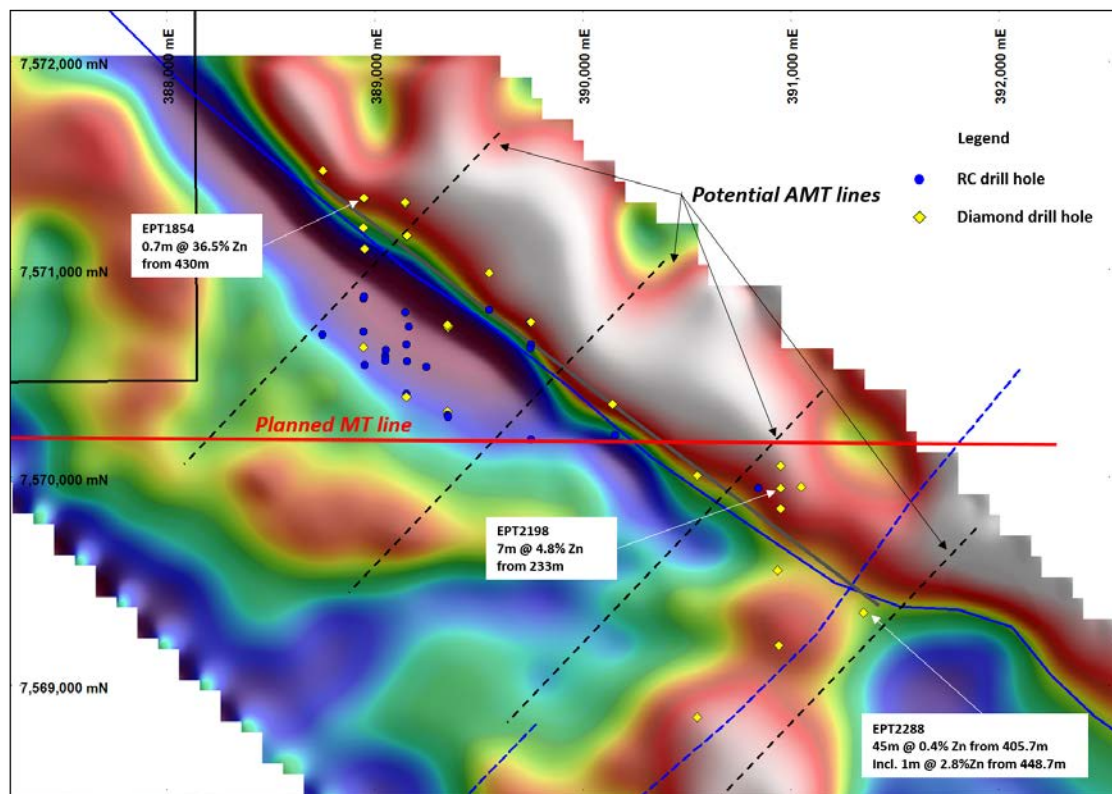 388,000 mE
389,000 mE
390,000 mE
391,000 mE
392,000 mE
7,572,000 mN
Legend
RC drill hole
Diamond drill hole
Potential AMT lines
EPT1854
0.7m @ 36.5% Zn
from 430m
7,571,000 mN
Planned MT line
7,570,000 mN
EPT2198
7m @ 4.8% Zn
from 233m
7,569,000 mN
EPT2288
45m @ 0.4% Zn from 405.7m
Incl. 1m @ 2.8%Zn from 448.7m